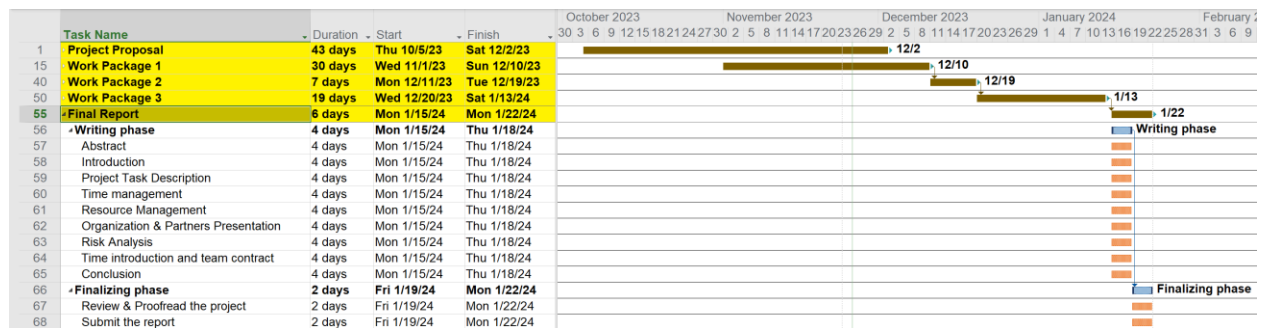 October 2023 November 2023 December 2023 January 2024 February 2
Task Name Duration Start Finish 30 3 6 9 12 15 18 21 24 27 30 2 5 8 11 14 17 20 23 26 29 2 5 8 11 14 17 20 23 26 29 1 4 7 10 13 16 19 22 25 28 31 3 6 9
1 Project Proposal 43 days Thu 10/5/23 Sat 12/2/23 12/2
15 Work Package 1 30 days Wed 11/1/23 Sun 12/10/23 12/10
40 Work Package 2 7 days Mon 12/11/23 Tue 12/19/23 12/19
50 Work Package 3 19 days Wed 12/20/23 Sat 1/13/24 1/13
55 Final Report 6 days Mon 1/15/24 Mon 1/22/24 1/22
56 Writing phase 4 days Mon 1/15/24 Thu 1/18/24 Writing phase
57 Abstract 4 days Mon 1/15/24 Thu 1/18/24
58 Introduction 4 days Mon 1/15/24 Thu 1/18/24
59 Project Task Description 4 days Mon 1/15/24 Thu 1/18/24
60 Time management 4 days Mon 1/15/24 Thu 1/18/24
61 Resource Management 4 days Mon 1/15/24 Thu 1/18/24
62 Organization & Partners Presentation 4 days Mon 1/15/24 Thu 1/18/24
63 Risk Analysis 4 days Mon 1/15/24 Thu 1/18/24
64 Time introduction and team contract 4 days Mon 1/15/24 Thu 1/18/24
65 Conclusion 4 days Mon 1/15/24 Thu 1/18/24
66 Finalizing phase 2 days Fri 1/19/24 Mon 1/22/24 Finalizing phase
67 Review & Proofread the project 2 days Fri 1/19/24 Mon 1/22/24
68 Submit the report 2 days Fri 1/19/24 Mon 1/22/24